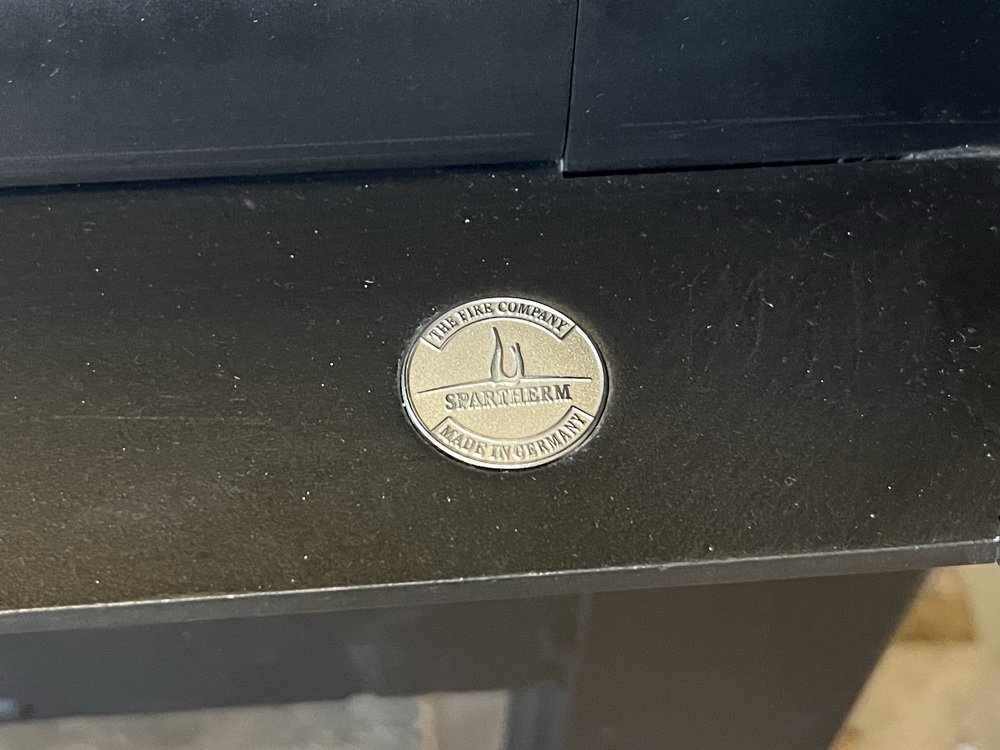 THE FIRE COMPANY
SPARTHERM
MADE IN GERMANY